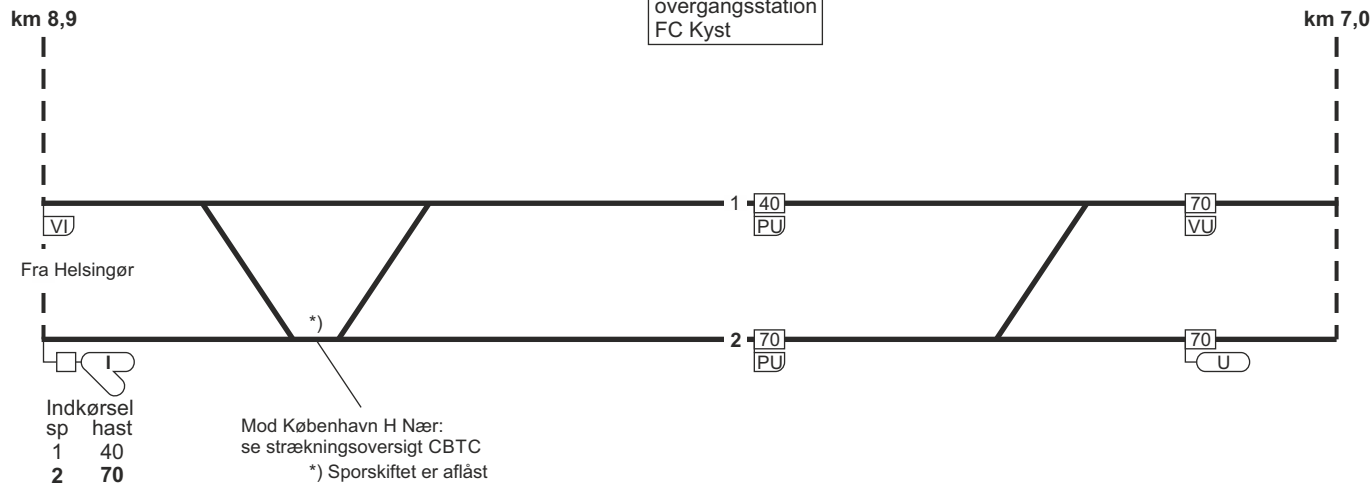 overgangsstation
FC Kyst
km 8,9
km 7,0
1 40 70
VI PU VU
Fra Helsingør
*)
2 70 70
I PU U
Indkørsel
sp hast
1 40
2 70
Mod København H Nær:
se strækningsoversigt CBTC
*) Sporskiftet er aflåst